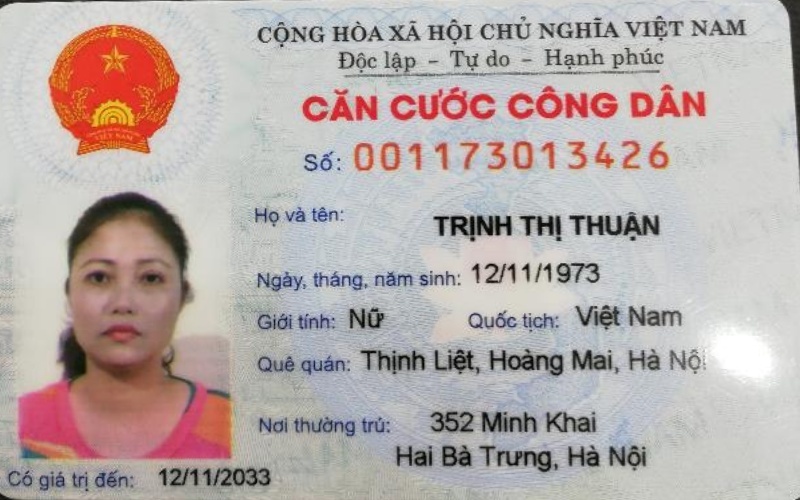 CỘNG HÒA XÃ HỘI CHỦ NGHĨA VIỆT NAM
Độc lập - Tự do - Hạnh phúc
CĂN CƯỚC CÔNG DÂN
Số: 001173013426
Họ và tên: TRỊNH THỊ THUẬN
Ngày, tháng, năm sinh: 12/11/1973
Giới tính: Nữ Quốc tịch: Việt Nam
Quê quán: Thịnh Liệt, Hoàng Mai, Hà Nội
Nơi thường trú: 352 Minh Khai
Hai Bà Trưng, Hà Nội
Có giá trị đến: 12/11/2033